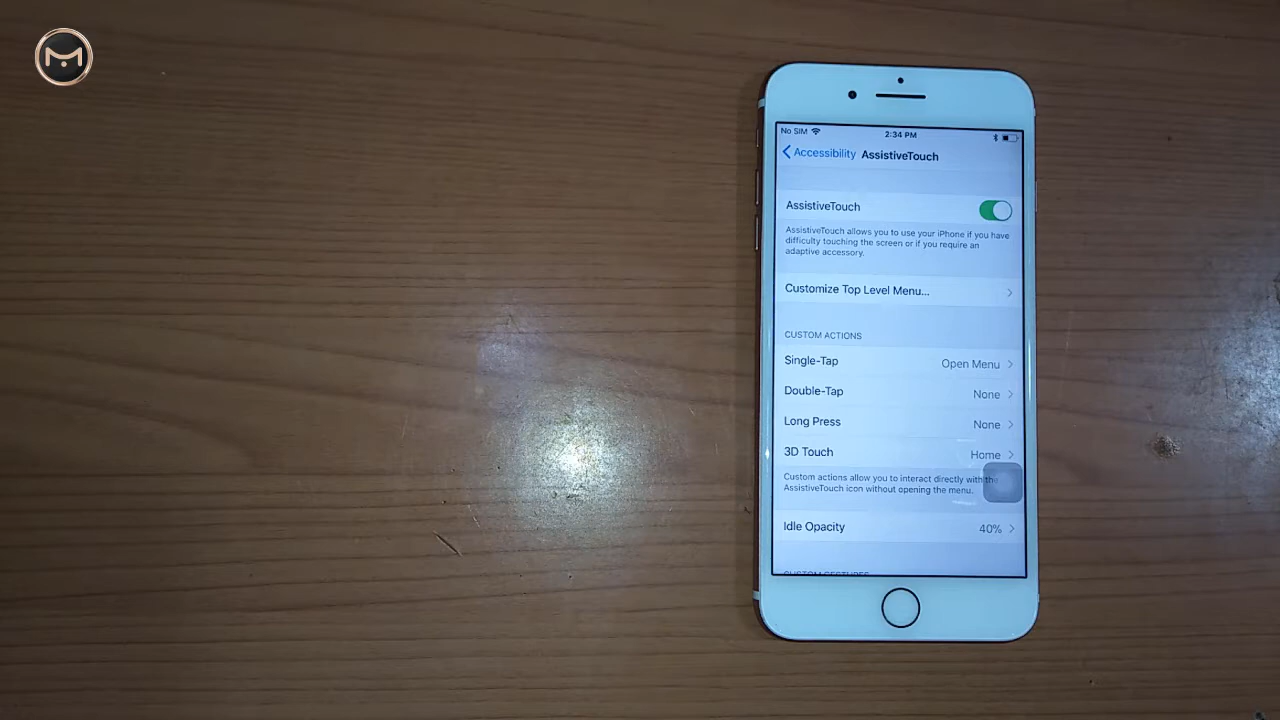 No SIM 2:34 PM
Accessibility AssistiveTouch
AssistiveTouch
AssistiveTouch allows you to use your iPhone if you have
difficulty touching the screen or if you require an
adaptive accessory.
Customize Top Level Menu...
CUSTOM ACTIONS
Single-Tap Open Menu
Double-Tap None
Long Press None
3D Touch Home
Custom actions allow you to interact directly with the
AssistiveTouch icon without opening the menu.
Idle Opacity 40%
CUSTOM GESTURES